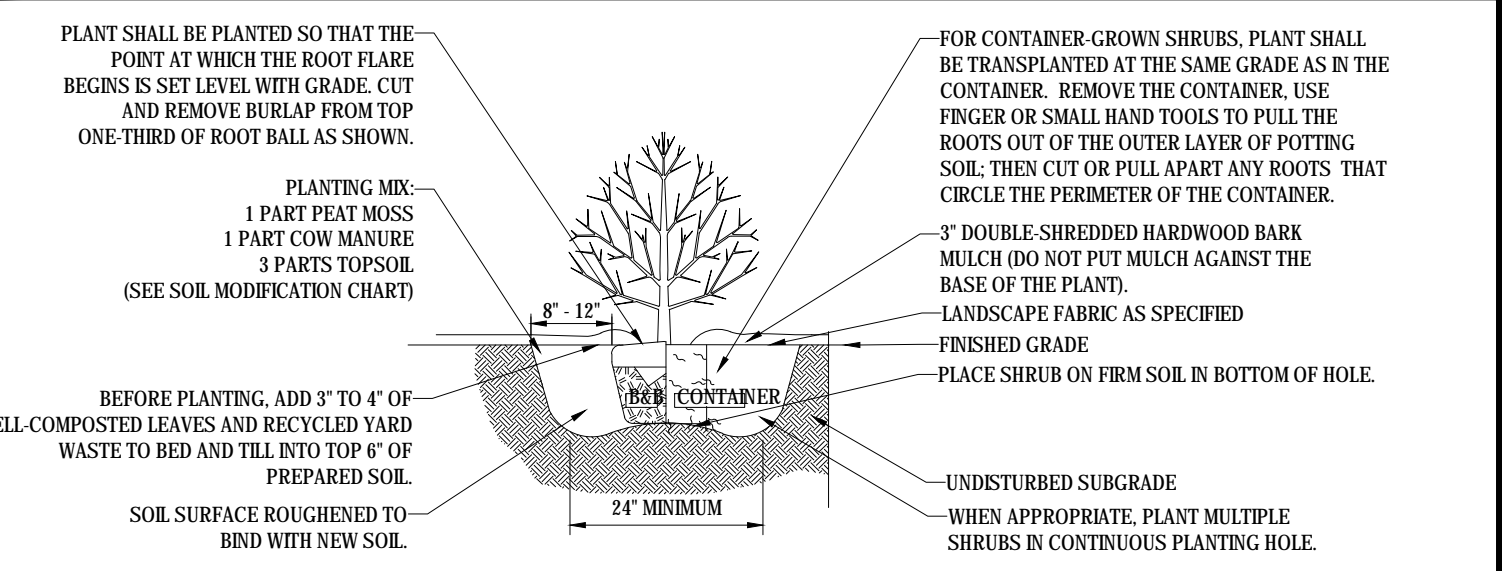 PLANT SHALL BE PLANTED SO THAT THE
POINT AT WHICH THE ROOT FLARE
BEGINS IS SET LEVEL WITH GRADE. CUT
AND REMOVE BURLAP FROM TOP
ONE-THIRD OF ROOT BALL AS SHOWN.
PLANTING MIX:
1 PART PEAT MOSS
1 PART COW MANURE
3 PARTS TOPSOIL
(SEE SOIL MODIFICATION CHART)
8" - 12"
BEFORE PLANTING, ADD 3" TO 4" OF
ELL-COMPOSTED LEAVES AND RECYCLED YARD
WASTE TO BED AND TILL INTO TOP 6" OF
PREPARED SOIL.
SOIL SURFACE ROUGHENED TO
BIND WITH NEW SOIL.
B&B CONTAINER
24" MINIMUM
FOR CONTAINER-GROWN SHRUBS, PLANT SHALL
BE TRANSPLANTED AT THE SAME GRADE AS IN THE
CONTAINER. REMOVE THE CONTAINER, USE
FINGER OR SMALL HAND TOOLS TO PULL THE
ROOTS OUT OF THE OUTER LAYER OF POTTING
SOIL; THEN CUT OR PULL APART ANY ROOTS THAT
CIRCLE THE PERIMETER OF THE CONTAINER.
3" DOUBLE-SHREDDED HARDWOOD BARK
MULCH (DO NOT PUT MULCH AGAINST THE
BASE OF THE PLANT).
LANDSCAPE FABRIC AS SPECIFIED
FINISHED GRADE
PLACE SHRUB ON FIRM SOIL IN BOTTOM OF HOLE.
UNDISTURBED SUBGRADE
WHEN APPROPRIATE, PLANT MULTIPLE
SHRUBS IN CONTINUOUS PLANTING HOLE.